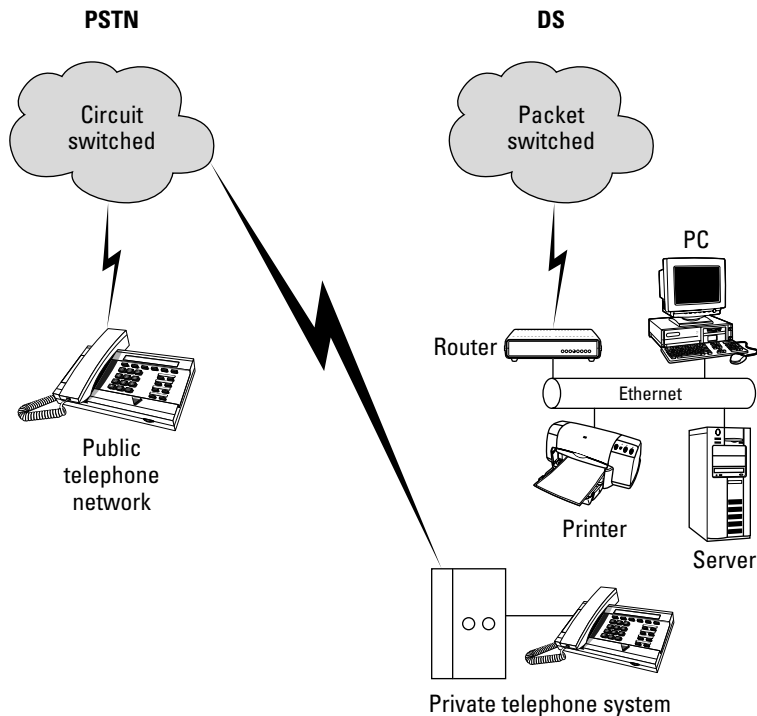 PSTN
DS
Circuit
switched
Packet
switched
PC
Router
Ethernet
Public
telephone
network
Printer
Server
Private telephone system